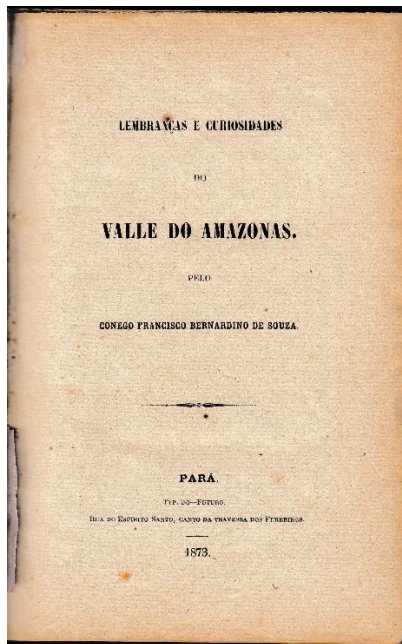 LEMBRANÇAS E CURIOSIDADES
DO
VALLE DO AMAZONAS.
PELO
CONEGO FRANCISCO BERNARDINO DE SOUZA.
PARÁ.
TYP. DO—FUTURO.
RUA DO ESPIRITO SANTO, CANTO DA TRAVESSA DOS FERREIROS.
1873.